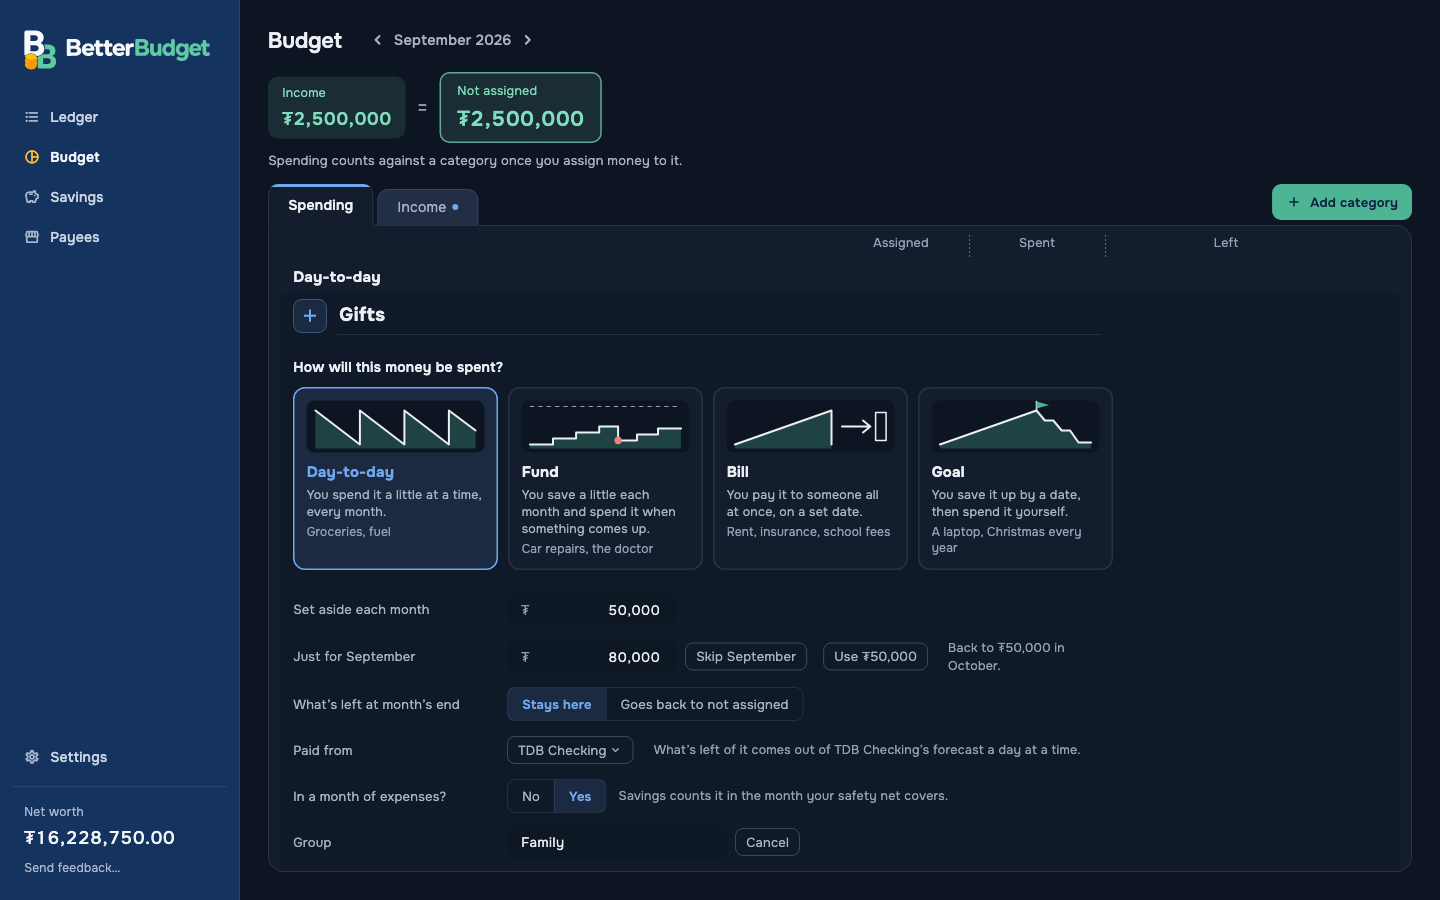 BetterBudget
Ledger
Budget
Savings
Payees
Settings
Net worth
₮16,228,750.00
Send feedback...
Budget
September 2026
Income
₮2,500,000
=
Not assigned
₮2,500,000
Spending counts against a category once you assign money to it.
Spending
Income
Add category
Assigned
Spent
Left
Day-to-day
Gifts
How will this money be spent?
Day-to-day
You spend it a little at a time,
every month.
Groceries, fuel
Fund
You save a little each
month and spend it when
something comes up.
Car repairs, the doctor
Bill
You pay it to someone all
at once, on a set date.
Rent, insurance, school fees
Goal
You save it up by a date,
then spend it yourself.
A laptop, Christmas every
year
Set aside each month
₮ 50,000
Just for September
₮ 80,000
Skip September
Use ₮50,000
Back to ₮50,000 in
October.
What's left at month's end
Stays here
Goes back to not assigned
Paid from
TDB Checking
What's left of it comes out of TDB Checking's forecast a day at a time.
In a month of expenses?
No
Yes
Savings counts it in the month your safety net covers.
Group
Family
Cancel